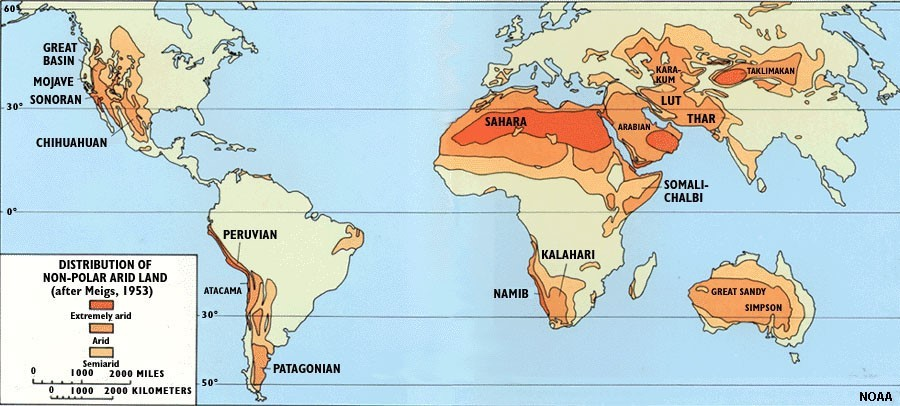 60°
GREAT
BASIN
MOJAVE
SONORAN
30°
CHIHUAHUAN
0°
PERUVIAN
ATACAMA
30°
PATAGONIAN
50°
SAHARA
ARABIAN
KARA-
KUM
TAKLIMAKAN
LUT
THAR
SOMALI-
CHALBI
KALAHARI
NAMIB
GREAT SANDY
SIMPSON
DISTRIBUTION OF
NON-POLAR ARID LAND
(after Meigs, 1953)
Extremely arid
Arid
Semiarid
0 1000 2000 MILES
0 1000 2000 KILOMETERS
NOAA